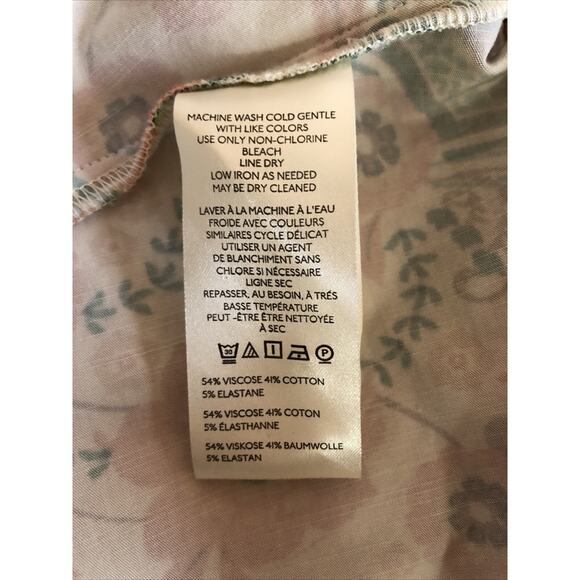 MACHINE WASH COLD GENTLE
WITH LIKE COLORS
USE ONLY NON-CHLORINE
BLEACH
LINE DRY
LOW IRON AS NEEDED
MAY BE DRY CLEANED
LAVER À LA MACHINE À L'EAU
FROIDE AVEC COULEURS
SIMILAIRES CYCLE DÉLICAT
UTILISER UN AGENT
DE BLANCHIMENT SANS
CHLORE SI NÉCESSAIRE
LIGNE SEC
REPASSER, AU BESOIN, À TRÉS
BASSE TEMPÉRATURE
PEUT -ÊTRE ÊTRE NETTOYÉE
À SEC
30 P
54% VISCOSE 41% COTTON
5% ELASTANE
54% VISCOSE 41% COTON
5% ÉLASTHANNE
54% VISKOSE 41% BAUMWOLLE
5% ELASTAN